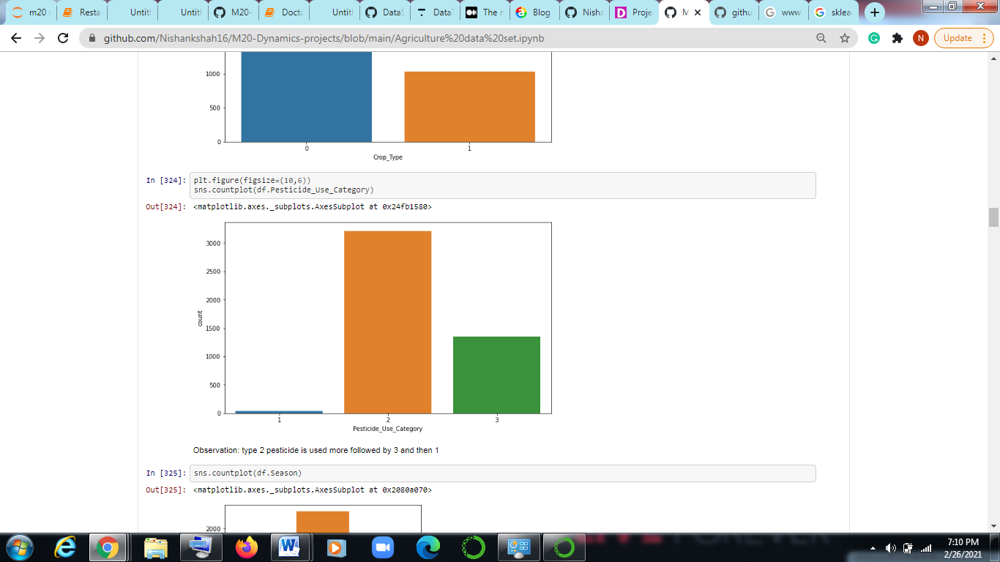 m20 
Resta
Untitl
Untitl
M20-
Docto
Untitl
DataS
DataT
The m
Blog
Nisha
Proje
M
githu
www.
sklea
github.com/Nishankshah16/M20-Dynamics-projects/blob/main/Agriculture%20data%20set.ipynb
N
Update
1000
500
0
0 1
Crop_Type
In [324]: plt.figure(figsize=(10,6))
sns.countplot(df.Pesticide_Use_Category)
Out[324]: <matplotlib.axes._subplots.AxesSubplot at 0x24fb1580>
3000
2500
2000
1500
1000
500
0
count
1 2 3
Pesticide_Use_Category
Observation: type 2 pesticide is used more followed by 3 and then 1
In [325]: sns.countplot(df.Season)
Out[325]: <matplotlib.axes._subplots.AxesSubplot at 0x2080a070>
2000
7:10 PM
2/26/2021